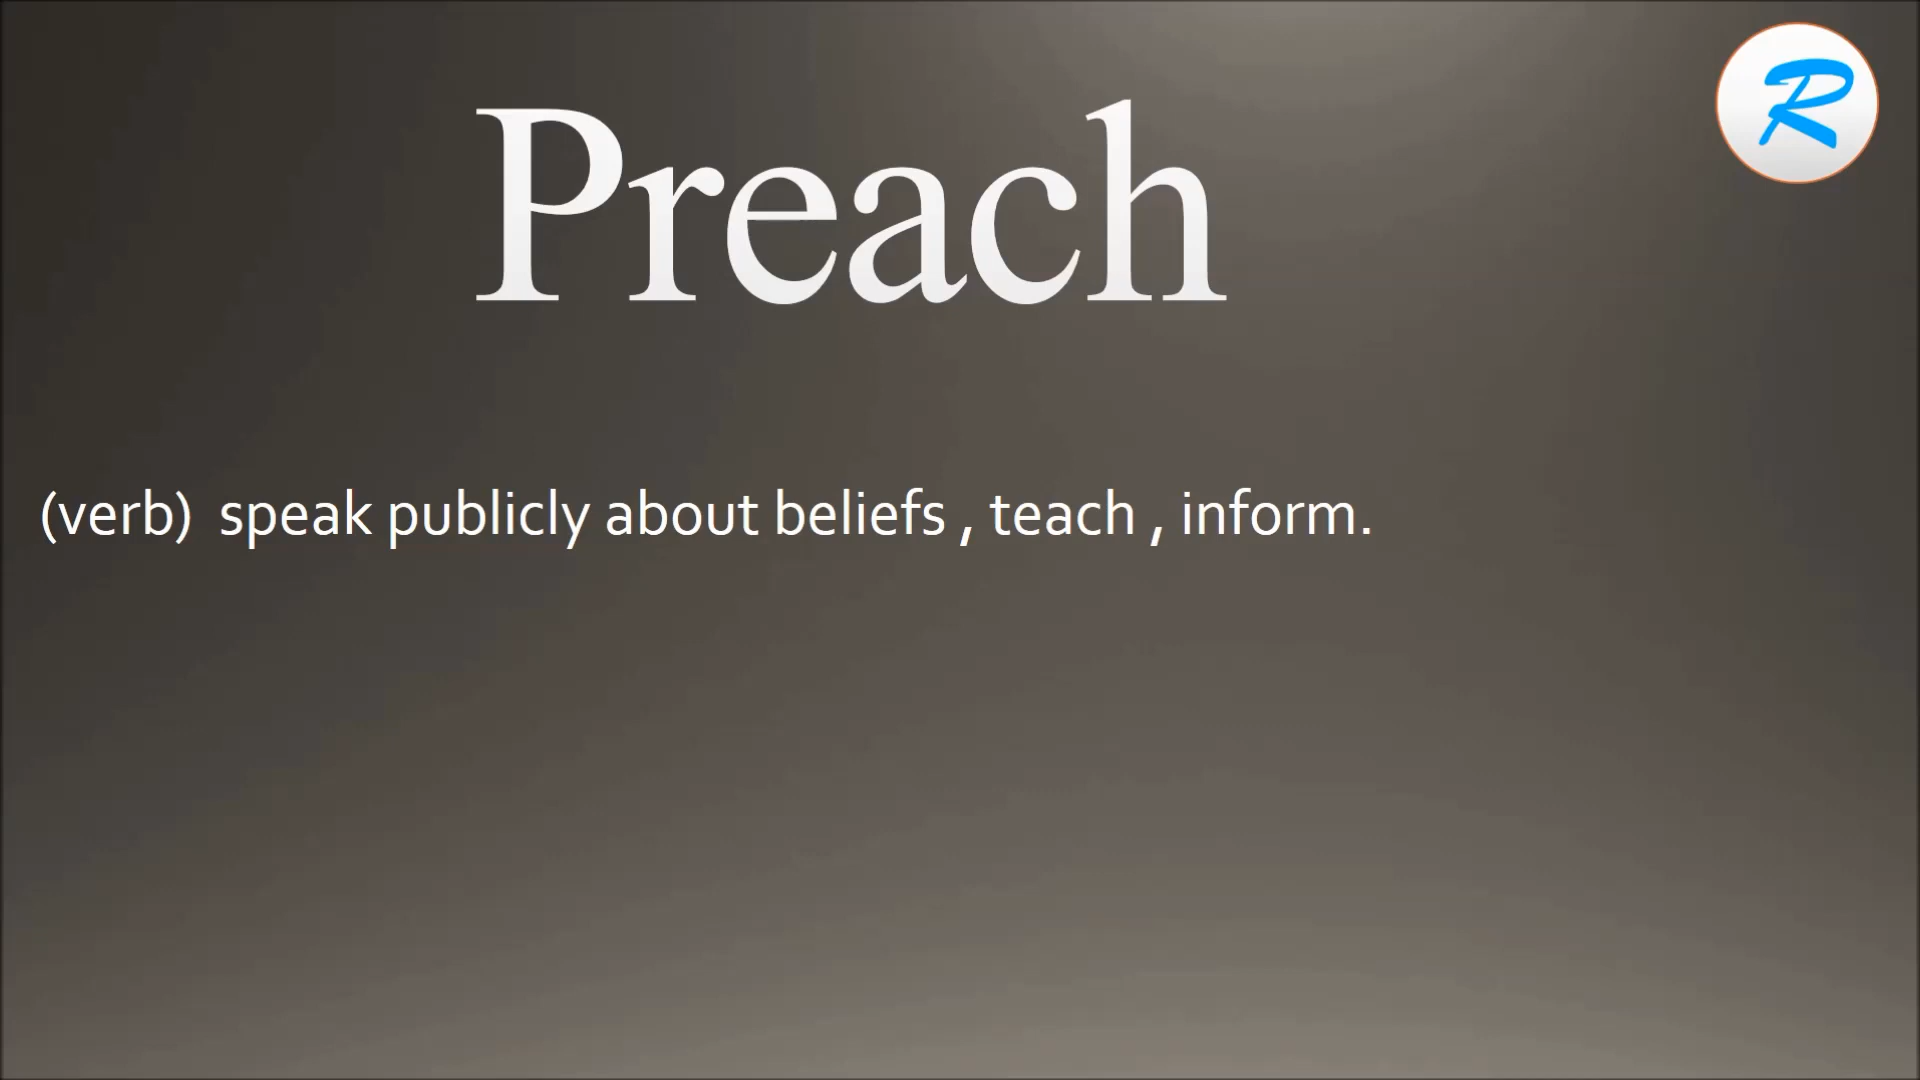 R
Preach
(verb) speak publicly about beliefs , teach , inform.